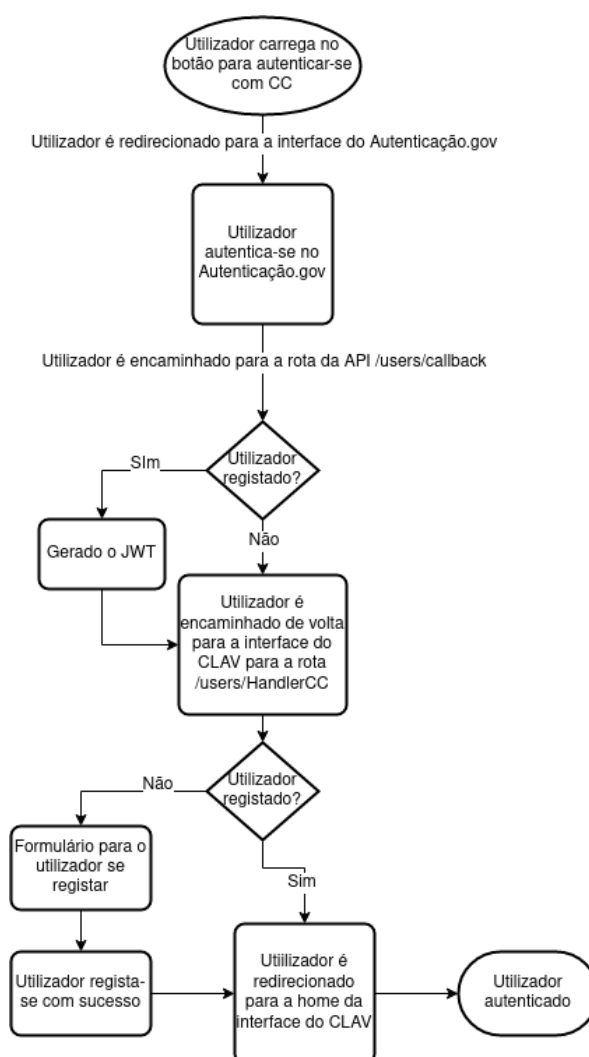 Utilizador carrega no
botão para autenticar-se
com CC
Utilizador é redirecionado para a interface do Autenticação.gov
Utilizador
autentica-se no
Autenticação.gov
Utilizador é encaminhado para a rota da API /users/callback
Utilizador
registado?
SIm
Não
Gerado o JWT
Utilizador é
encaminhado de volta
para a interface do
CLAV para a rota
/users/HandlerCC
Utilizador
registado?
Não
Sim
Formulário para o
utilizador se
registar
Utilizador regista-
se com sucesso
Utiilizador é
redirecionado
para a home da
interface do CLAV
Utilizador
autenticado